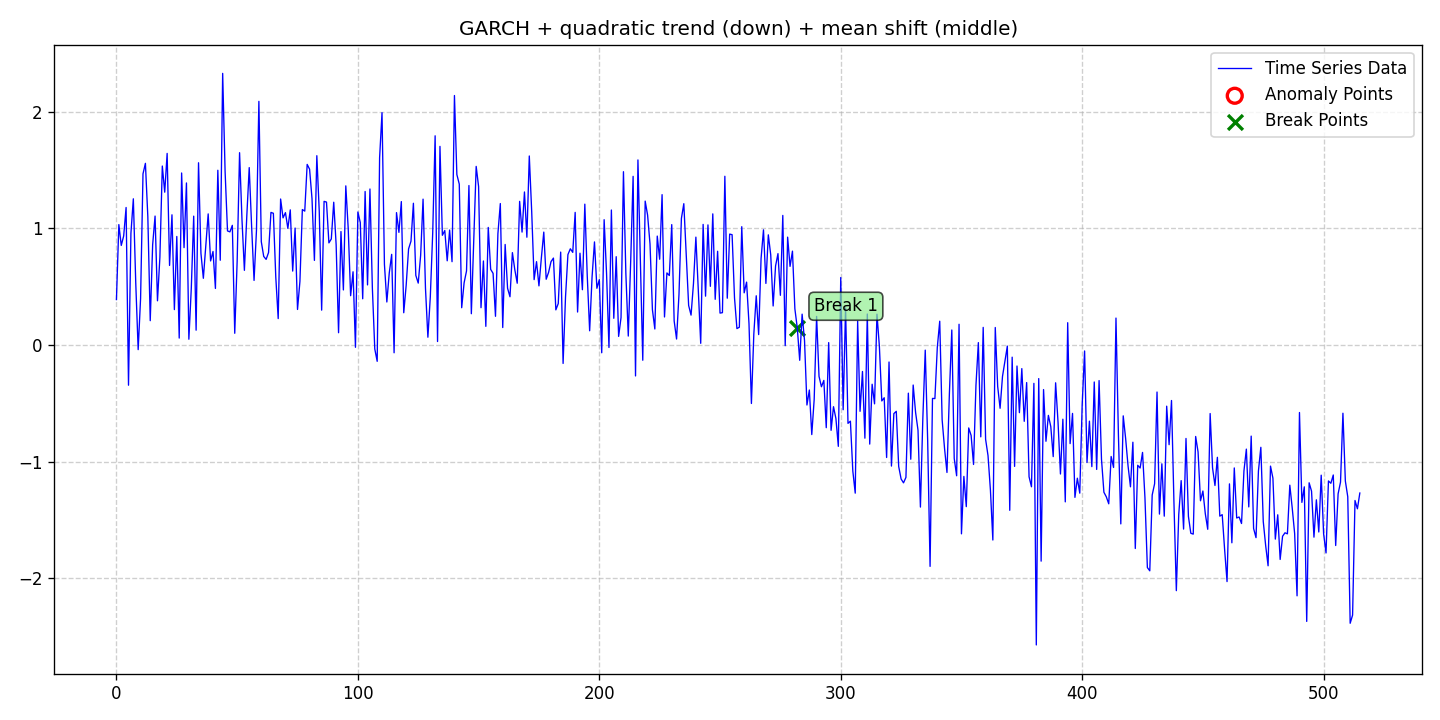 GARCH + quadratic trend (down) + mean shift (middle)
Time Series Data
Anomaly Points
Break Points
Break 1
2
1
0
−1
−2
0 100 200 300 400 500